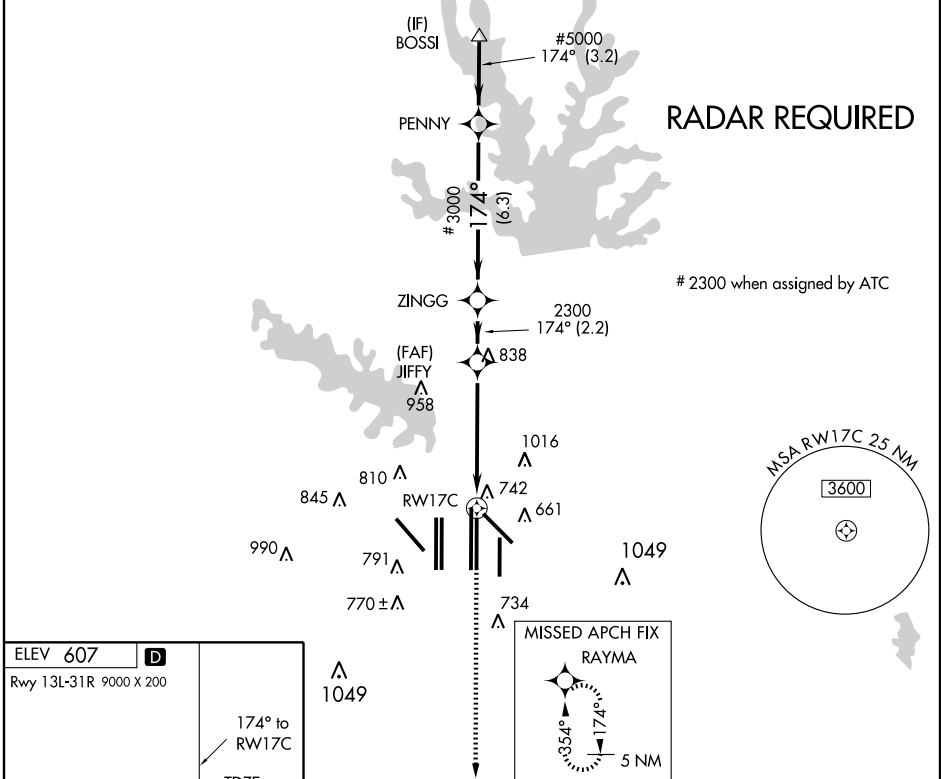 (IF)
BOSSI
#5000
174° (3.2)
PENNY
RADAR REQUIRED
#3000
174°
(6.3)
# 2300 when assigned by ATC
ZINGG
2300
174° (2.2)
(FAF)
JIFFY
838
958
1016
MSA RW17C 25 NM
3600
810
845
RW17C
742
661
990
791
1049
770±
734
MISSED APCH FIX
RAYMA
354°
174°
5 NM
1049
ELEV 607
D
Rwy 13L-31R 9000 X 200
174° to
RW17C
TDZE